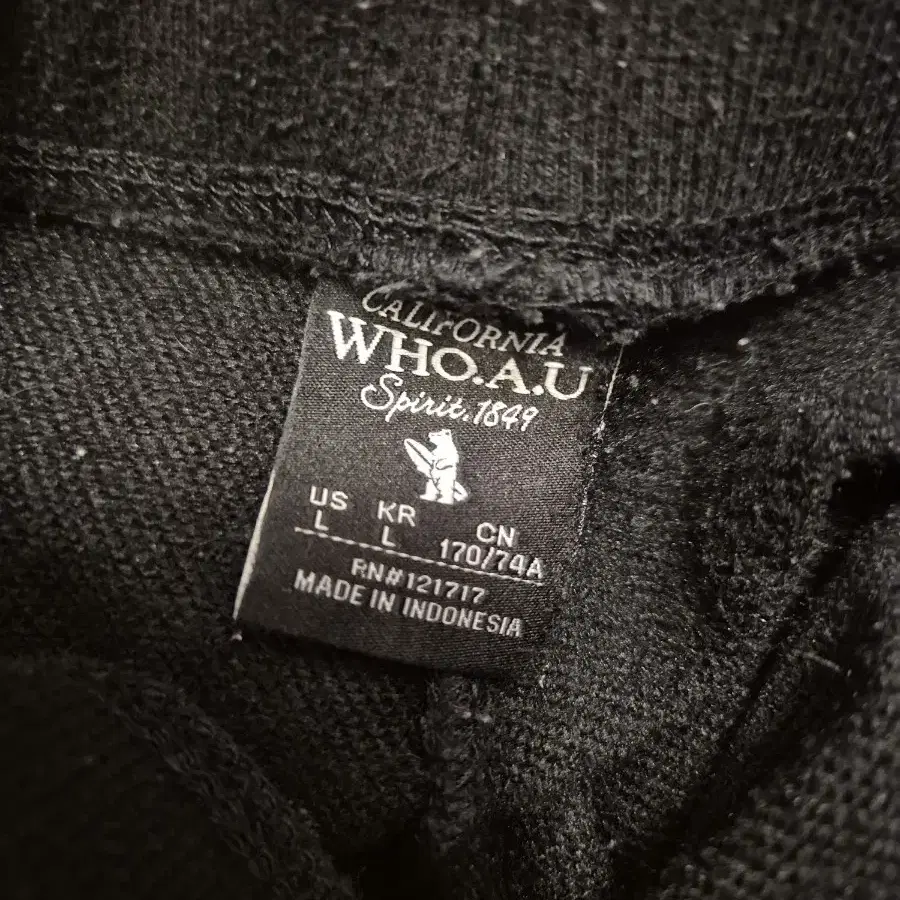 CALIFORNIA
WHO.A.U
Spirit.1849
US KR CN
L L 170/74A
RN#121717
MADE IN INDONESIA